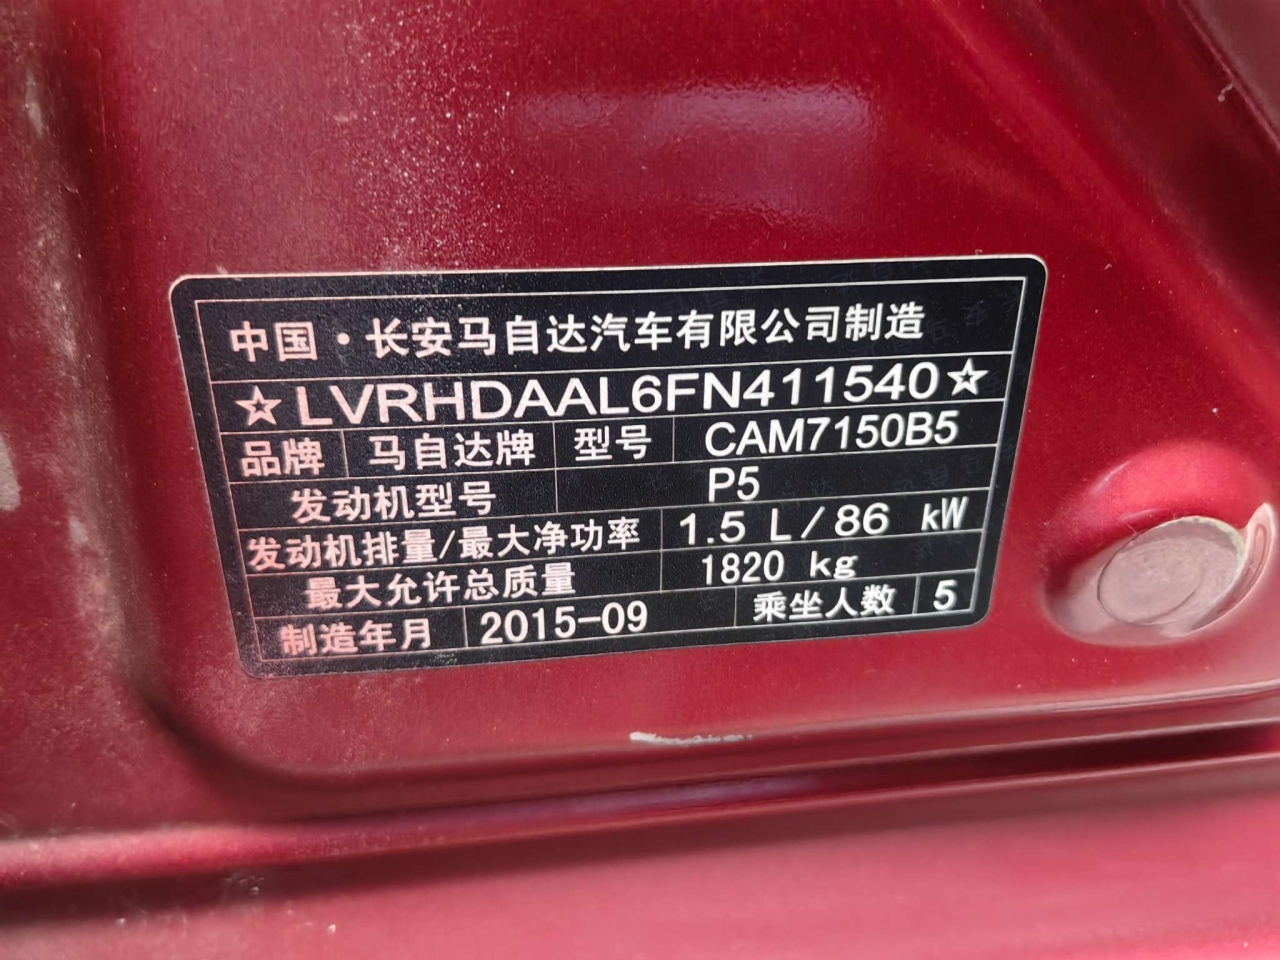 中国·长安马自达汽车有限公司制造
☆LVRHDAAL6FN411540☆
品牌 马自达牌 型号 CAM7150B5
发动机型号 P5
发动机排量/最大净功率 1.5 L/86 kW
最大允许总质量 1820 kg
制造年月 2015-09 乘坐人数 5